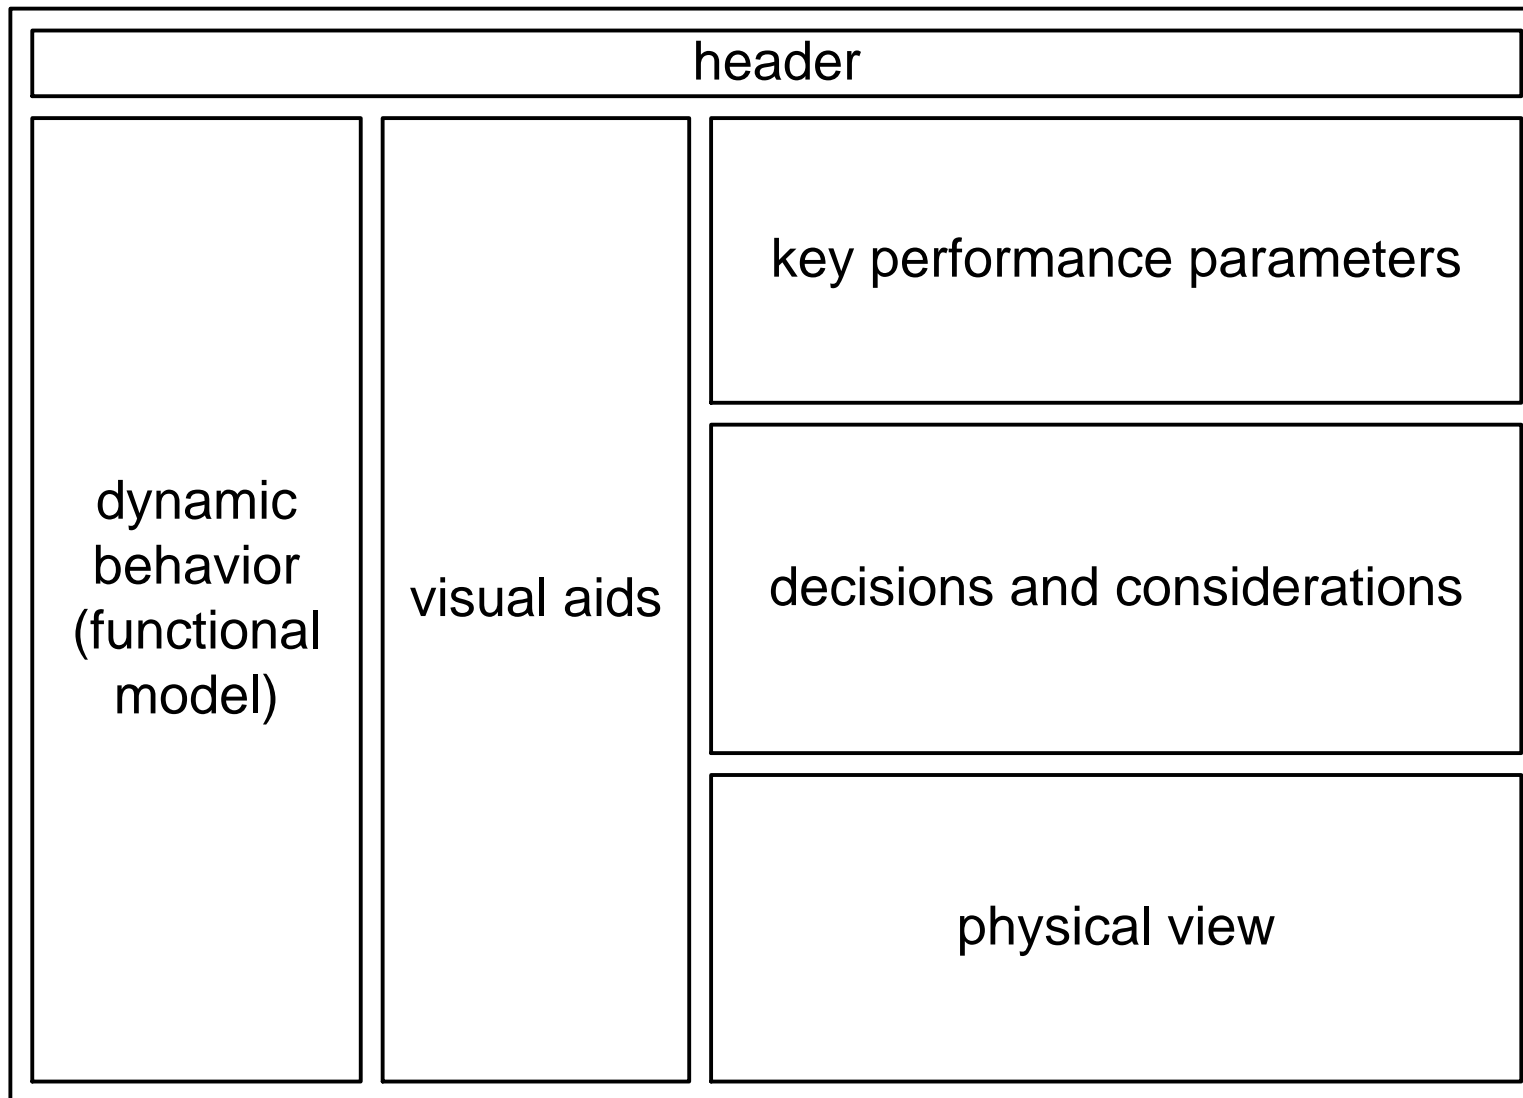 header
dynamic
behavior
(functional
model)
visual aids
key performance parameters
decisions and considerations
physical view